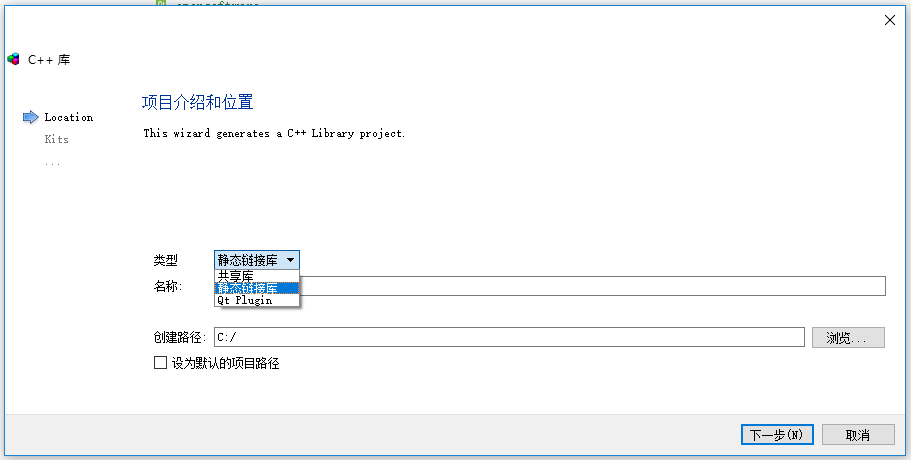 C++ 库
项目介绍和位置
Location
This wizard generates a C++ Library project.
Kits
...
类型
静态链接库
共享库
静态链接库
Qt Plugin
名称:
创建路径:
C:/
浏览...
设为默认的项目路径
下一步(N)
取消